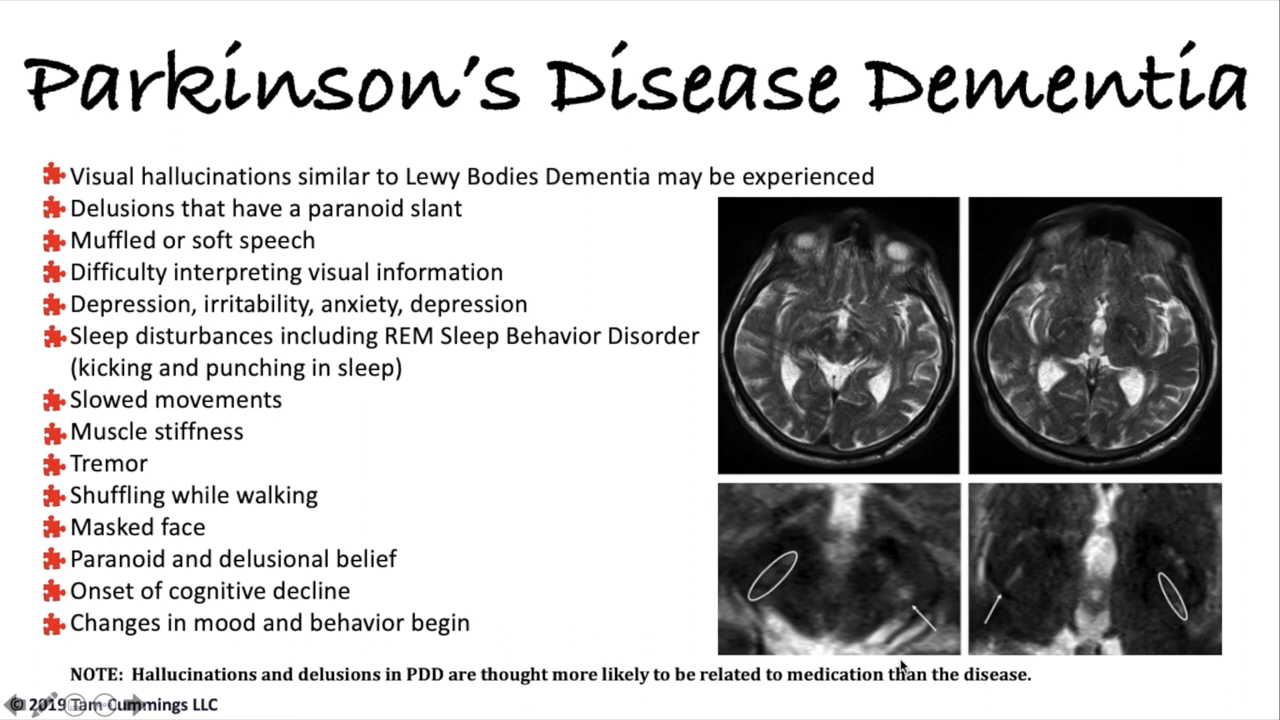 Parkinson's Disease Dementia
Visual hallucinations similar to Lewy Bodies Dementia may be experienced
Delusions that have a paranoid slant
Muffled or soft speech
Difficulty interpreting visual information
Depression, irritability, anxiety, depression
Sleep disturbances including REM Sleep Behavior Disorder
(kicking and punching in sleep)
Slowed movements
Muscle stiffness
Tremor
Shuffling while walking
Masked face
Paranoid and delusional belief
Onset of cognitive decline
Changes in mood and behavior begin
NOTE: Hallucinations and delusions in PDD are thought more likely to be related to medication than the disease.
© 2019 Tam Cummings LLC